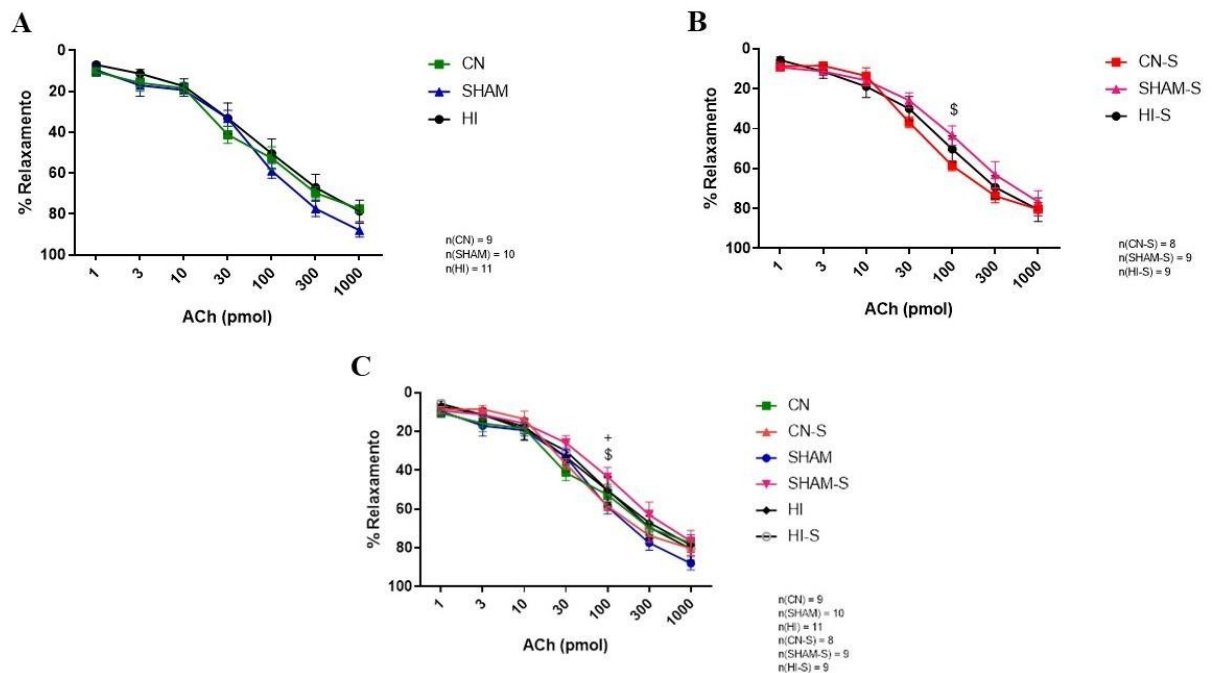 A
0
20
40
60
80
100
% Relaxamento
1
3
10
30
100
300
1000
ACh (pmol)
CN
SHAM
HI
n(CN) = 9
n(SHAM) = 10
n(HI) = 11
B
0
20
40
60
80
100
% Relaxamento
$
1
3
10
30
100
300
1000
ACh (pmol)
CN-S
SHAM-S
HI-S
n(CN-S) = 8
n(SHAM-S) = 9
n(HI-S) = 9
C
0
20
40
60
80
100
% Relaxamento
+
$
1
3
10
30
100
300
1000
ACh (pmol)
CN
CN-S
SHAM
SHAM-S
HI
HI-S
n(CN) = 9
n(SHAM) = 10
n(HI) = 11
n(CN-S) = 8
n(SHAM-S) = 9
n(HI-S) = 9